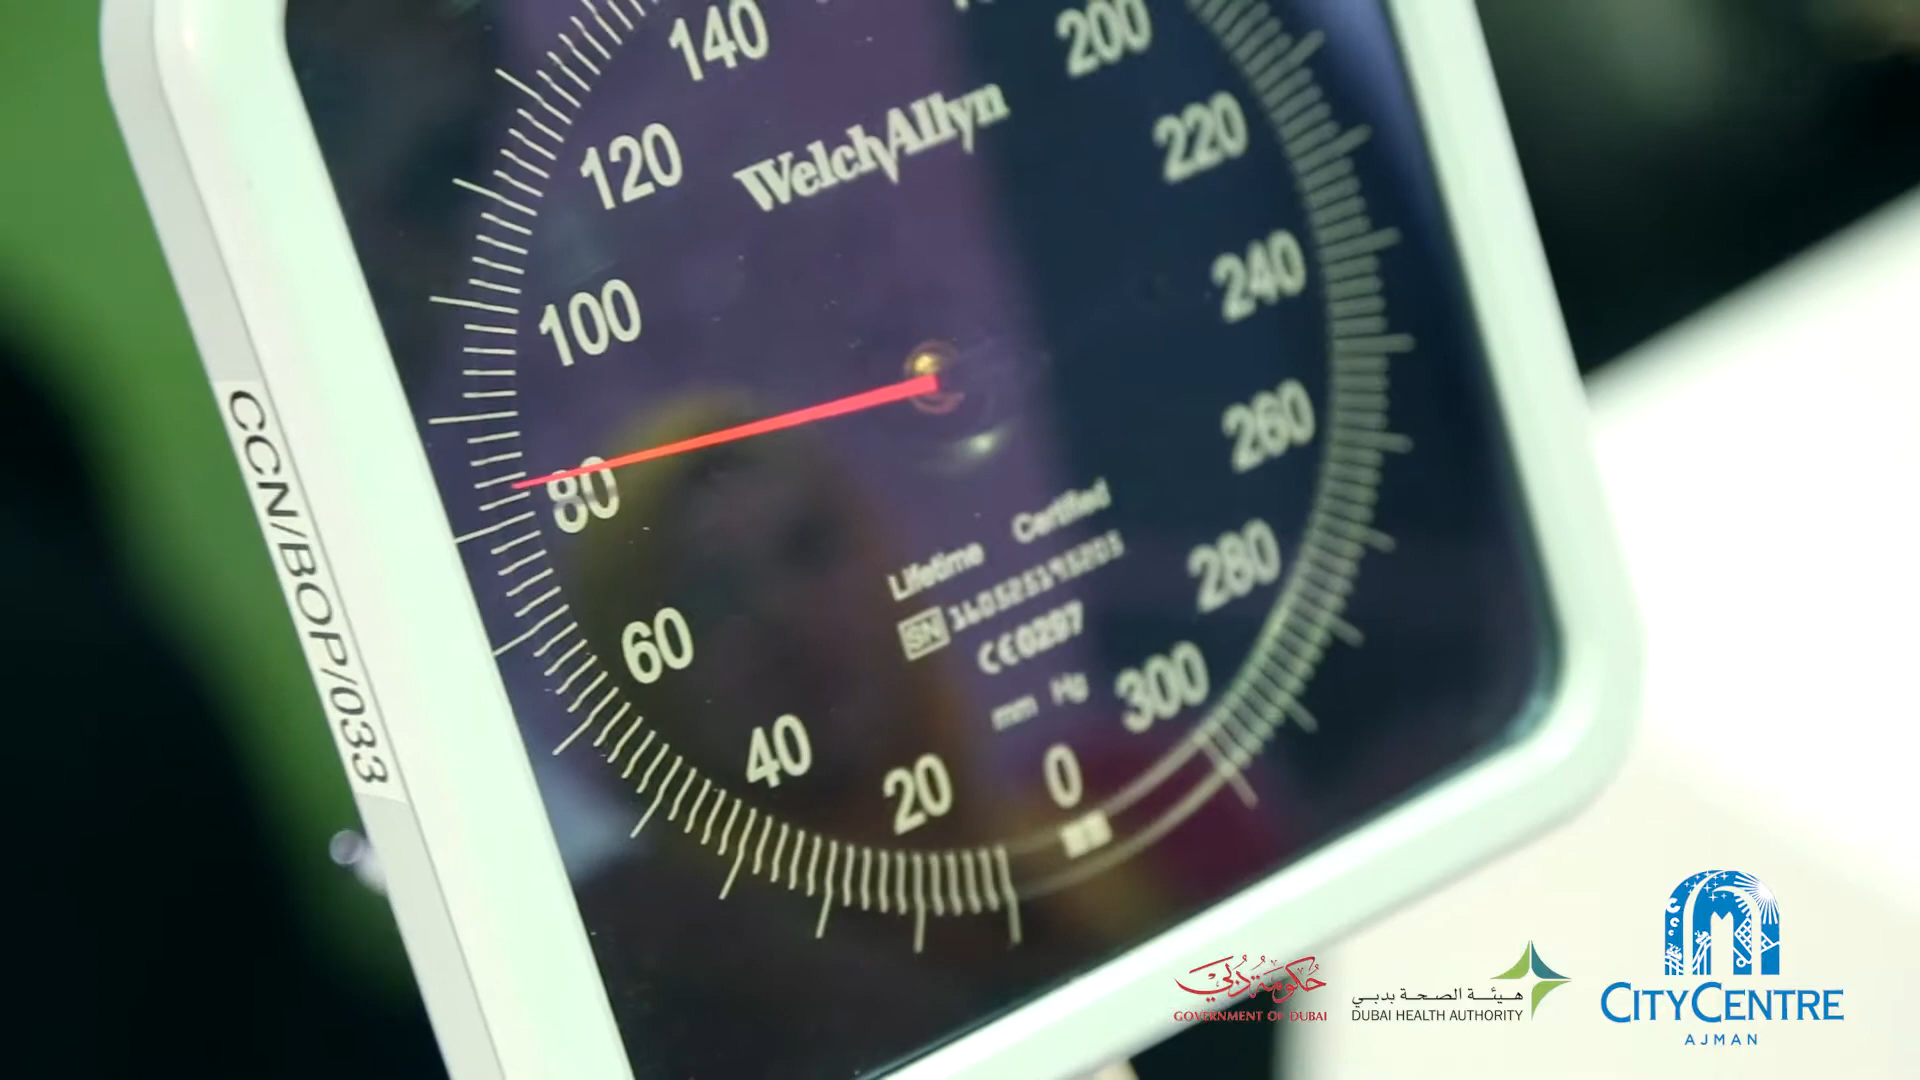 140
200
WelchAllyn
120
220
100
240
80
260
Lifetime Certified
SN
CE0297
280
60
mm Hg
300
40
20
0
CCN/BOP/033
حكومة دبي
GOVERNMENT OF DUBAI
هيئة الصحة بدبي
DUBAI HEALTH AUTHORITY
CITY CENTRE
AJMAN